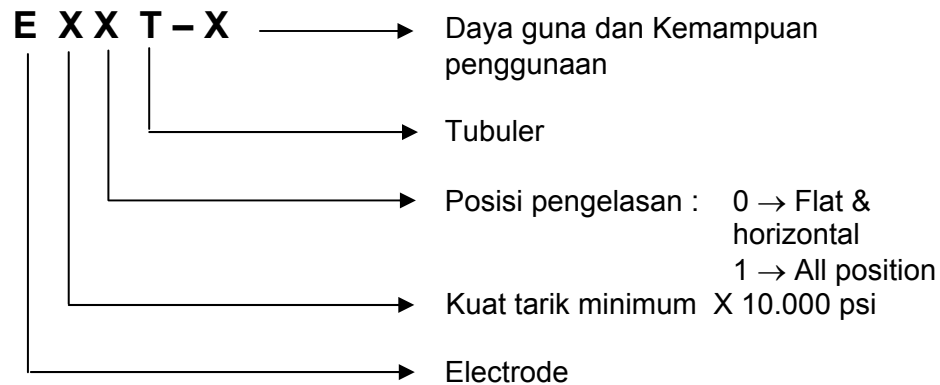 E X X T – X
Daya guna dan Kemampuan
penggunaan
Tubuler
Posisi pengelasan : 0 → Flat &
horizontal
1 → All position
Kuat tarik minimum X 10.000 psi
Electrode